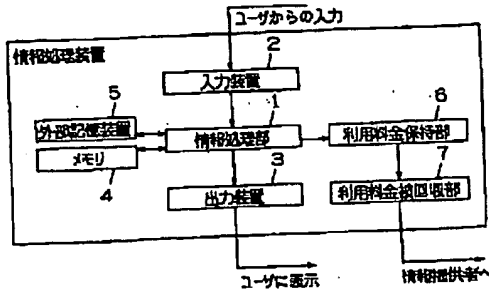 ユーザからの入力
情報処理装置
2
入力装置
5
外部記憶装置
1
情報処理部
6
利用料金保持部
メモリ
4
3
出力装置
7
利用料金被回収部
ユーザに表示
情報提供者へ